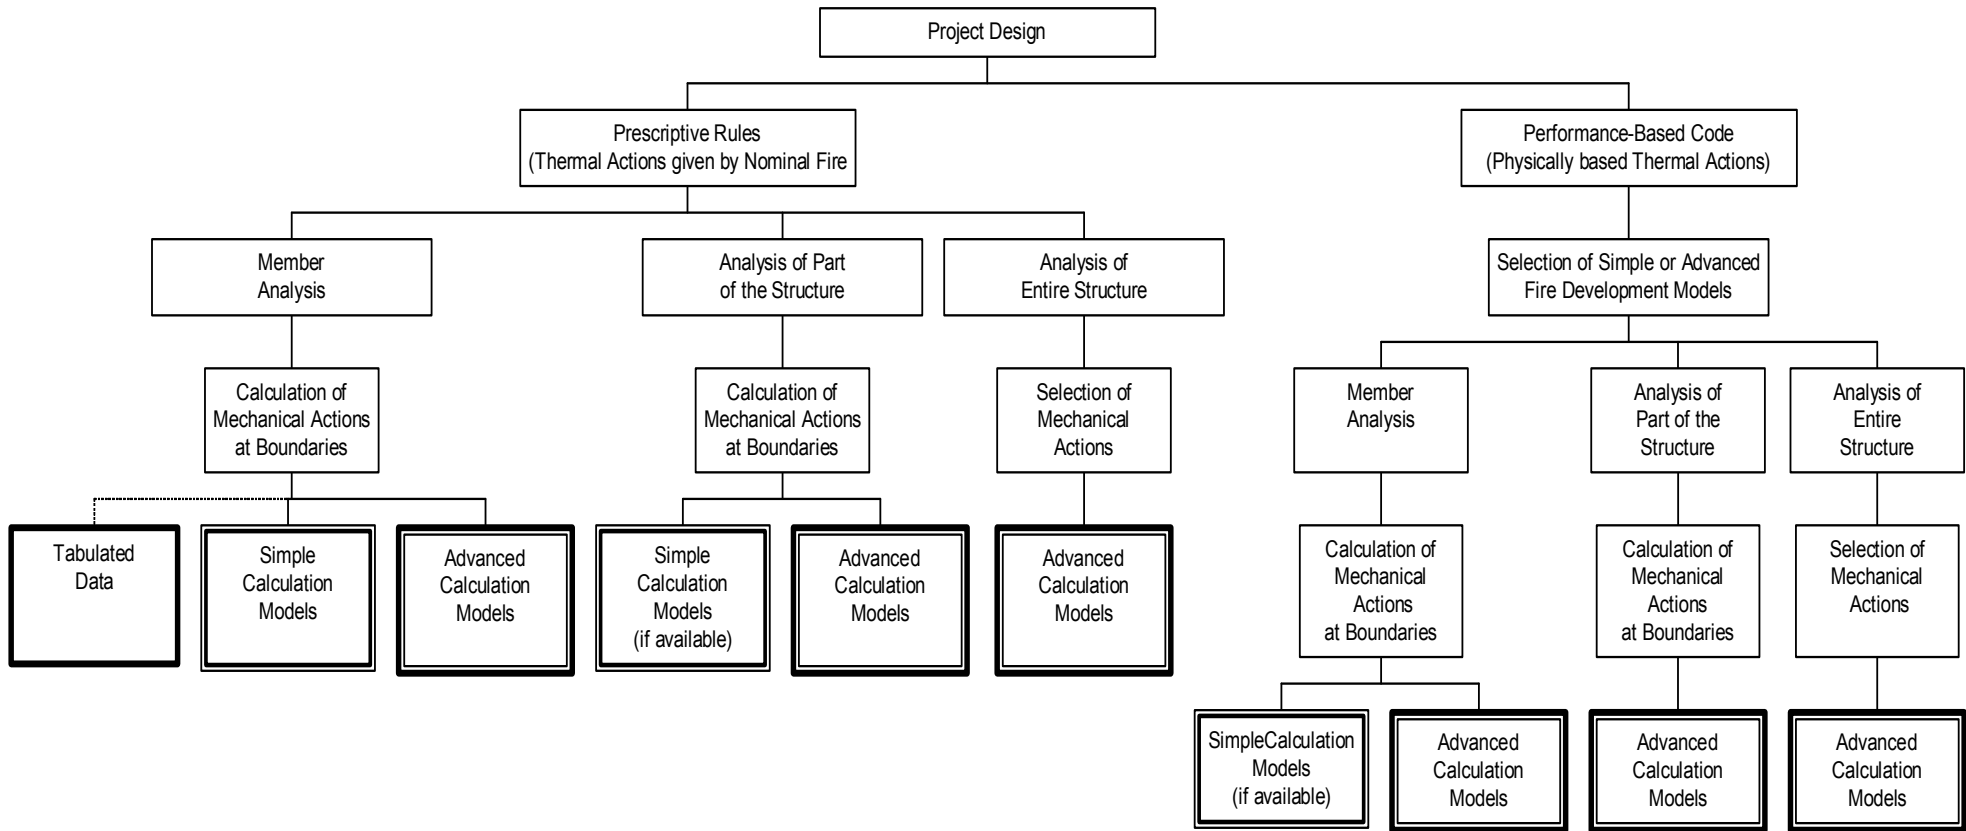 Project Design
Prescriptive Rules
(Thermal Actions given by Nominal Fire
Performance-Based Code
(Physically based Thermal Actions)
Member
Analysis
Analysis of Part
of the Structure
Analysis of
Entire Structure
Selection of Simple or Advanced
Fire Development Models
Calculation of
Mechanical Actions
at Boundaries
Calculation of
Mechanical Actions
at Boundaries
Selection of
Mechanical
Actions
Member
Analysis
Analysis of
Part of the
Structure
Analysis of
Entire
Structure
Tabulated
Data
Simple
Calculation
Models
Advanced
Calculation
Models
Simple
Calculation
Models
(if available)
Advanced
Calculation
Models
Advanced
Calculation
Models
Calculation of
Mechanical
Actions
at Boundaries
Calculation of
Mechanical
Actions
at Boundaries
Selection of
Mechanical
Actions
SimpleCalculation
Models
(if available)
Advanced
Calculation
Models
Advanced
Calculation
Models
Advanced
Calculation
Models